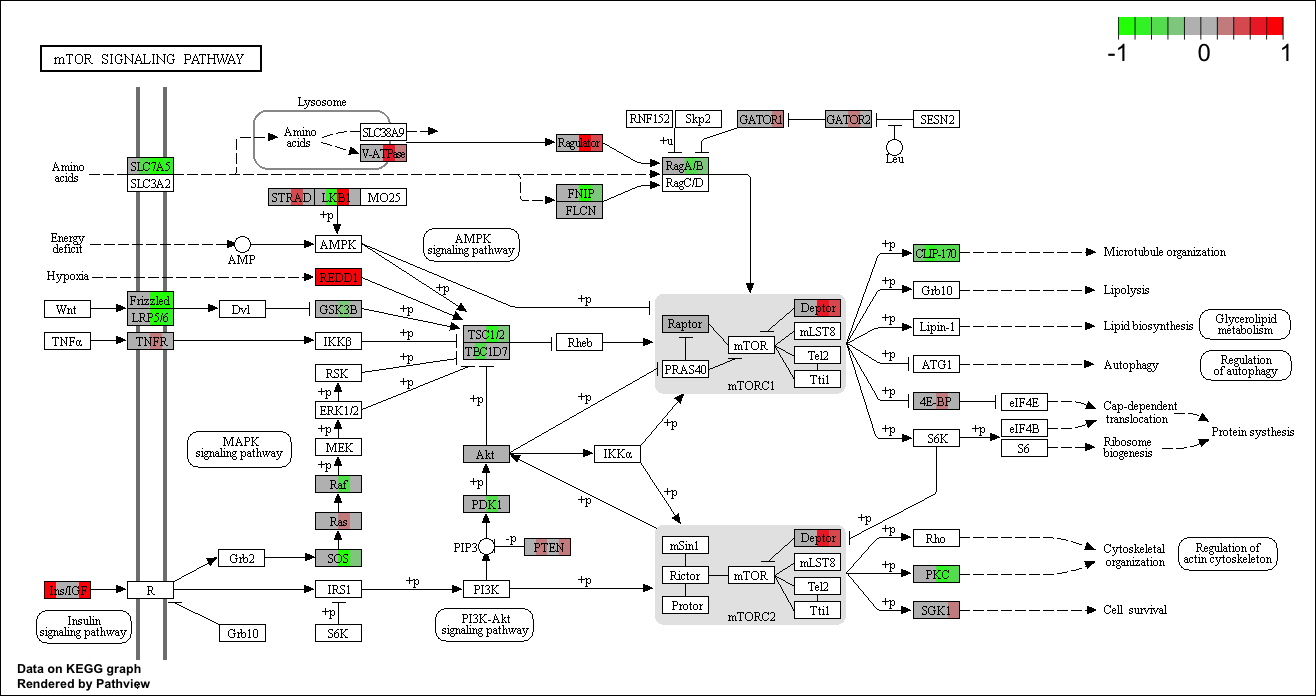 -1 0 1
mTOR SIGNALING PATHWAY
Lysosome
Amino
acids
SLC38A9
V-ATPase
Ragulator
RNF152
Skp2
+u
GATOR1
GATOR2
SESN2
Leu
Amino
acids
SLC7A5
SLC3A2
RagA/B
RagC/D
STRAD
LKB1
MO25
+p
FNIP
FLCN
Energy
deficit
AMP
AMPK
AMPK
signaling pathway
Hypoxia
REDD1
+p
+p
Wnt
Frizzled
LRP5/6
Dvl
GSK3B
+p
TNFα
TNFR
IKKβ
+p
TSC1/2
TBC1D7
Rheb
RSK
+p
+p
ERK1/2
+p
+p
MEK
+p
MAPK
signaling pathway
Raf
Ras
SOS
Raptor
PRAS40
mTOR
Deptor
mLST8
Tel2
Tti1
mTORC1
+p
CLIP-170
Microtubule organization
+p
Grb10
Lipolysis
+p
Lipin-1
Lipid biosynthesis
Glycerolipid
metabolism
+p
ATG1
Autophagy
Regulation
of autophagy
+p
4E-BP
eIF4E
Cap-dependent
translocation
+p
S6K
+p
eIF4B
S6
Ribosome
biogenesis
Protein systhesis
+p
+p
Akt
IKKα
+p
+p
+p
+p
PDK1
PIP3
-p
PTEN
Grb2
Ins/IGF
R
IRS1
+p
PI3K
+p
Insulin
signaling pathway
Grb10
+p
S6K
PI3K-Akt
signaling pathway
mSin1
Rictor
Protor
mTOR
Deptor
mLST8
Tel2
Tti1
mTORC2
+p
+p
Rho
+p
PKC
Cytoskeletal
organization
Regulation of
actin cytoskeleton
+p
SGK1
Cell survival
Data on KEGG graph
Rendered by Pathview